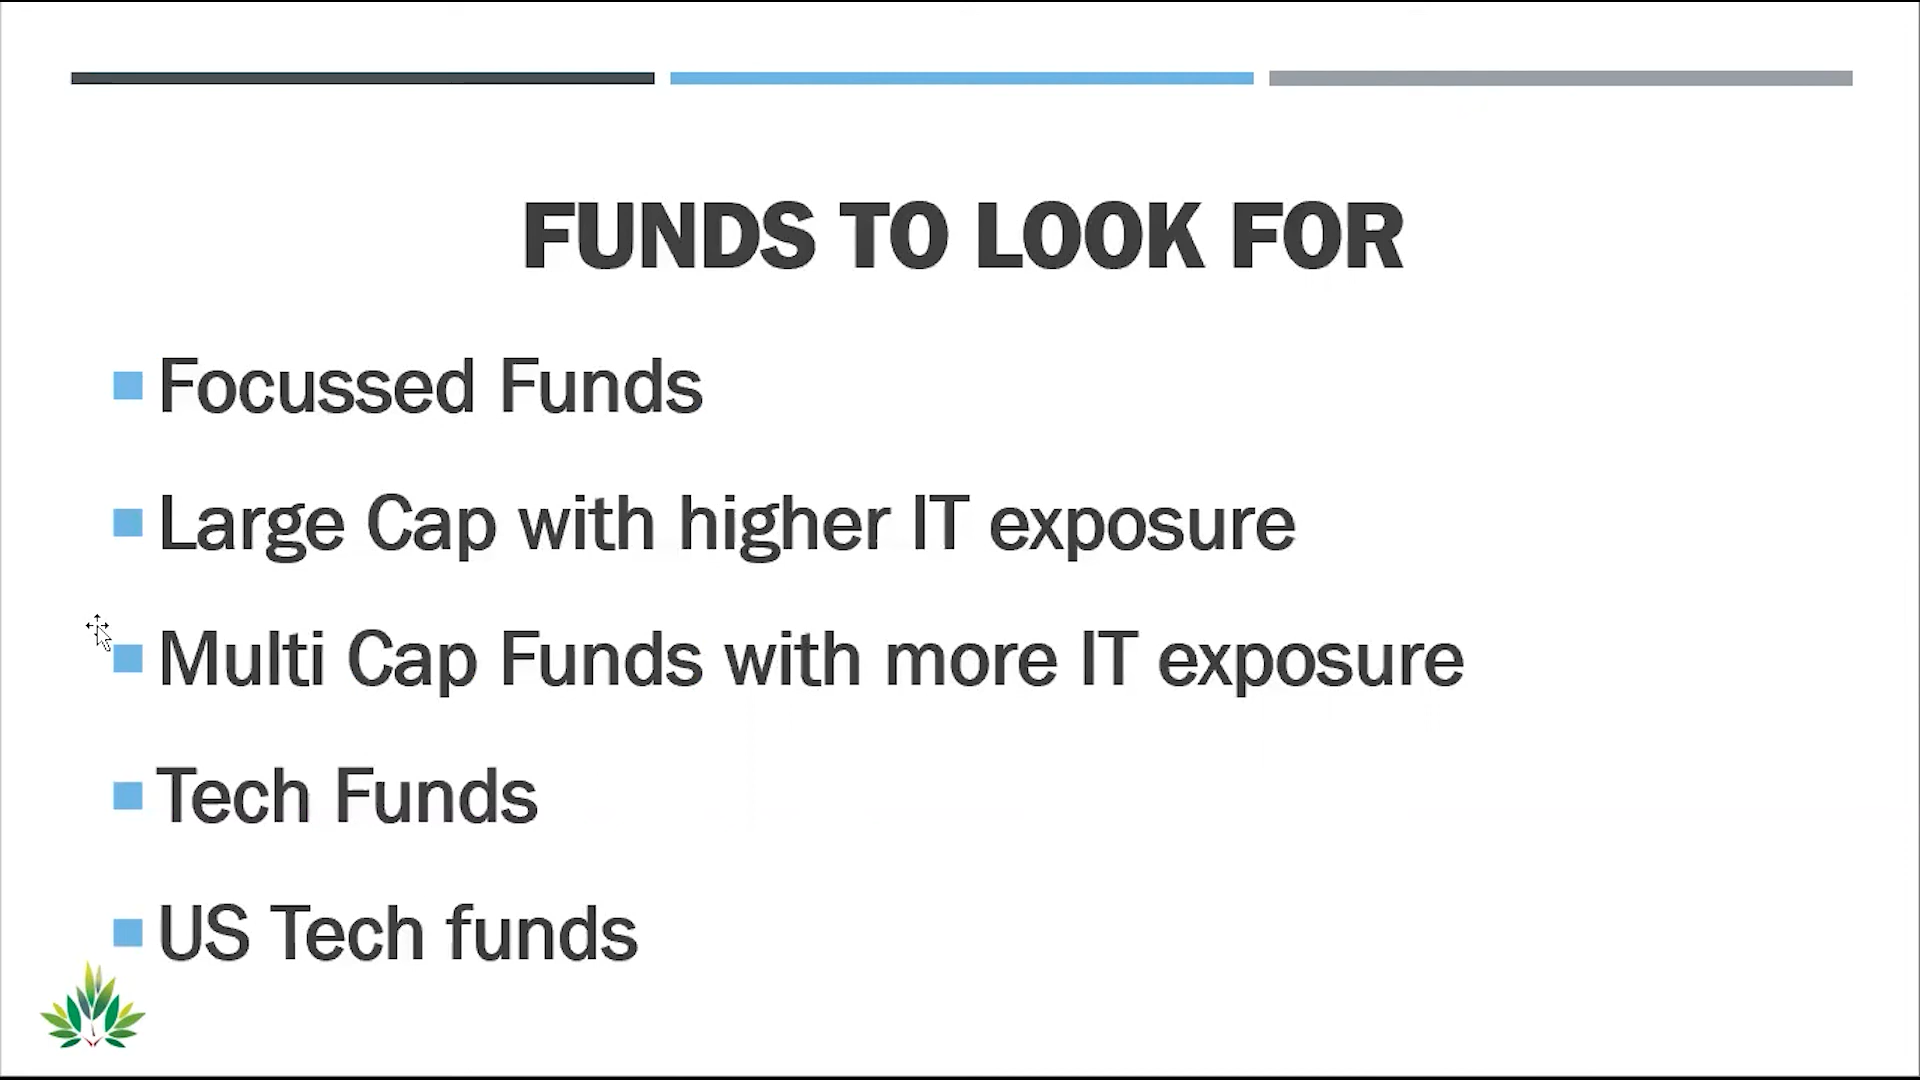 FUNDS TO LOOK FOR
Focussed Funds
Large Cap with higher IT exposure
Multi Cap Funds with more IT exposure
Tech Funds
US Tech funds